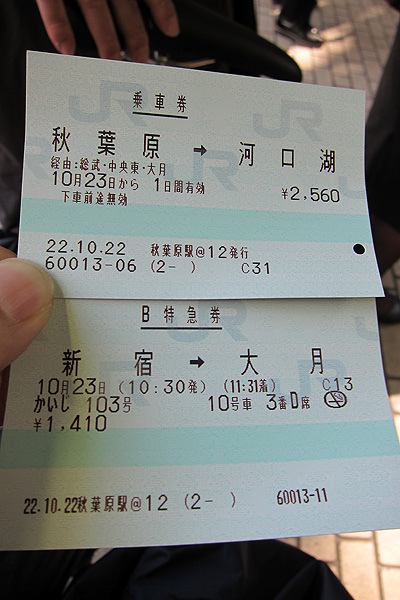 乗車券
秋葉原 → 河口湖
経由:総武・中央東・大月
10月23日から 1日間有効 ¥2,560
下車前途無効
22.10.22 秋葉原駅@12発行
60013-06 (2- ) C31
B特急券
新宿 → 大月
10月23日 (10:30発) (11:31着) C13
かいじ 103号 10号車 3番D席
¥1,410
22.10.22秋葉原駅@12 (2- ) 60013-11